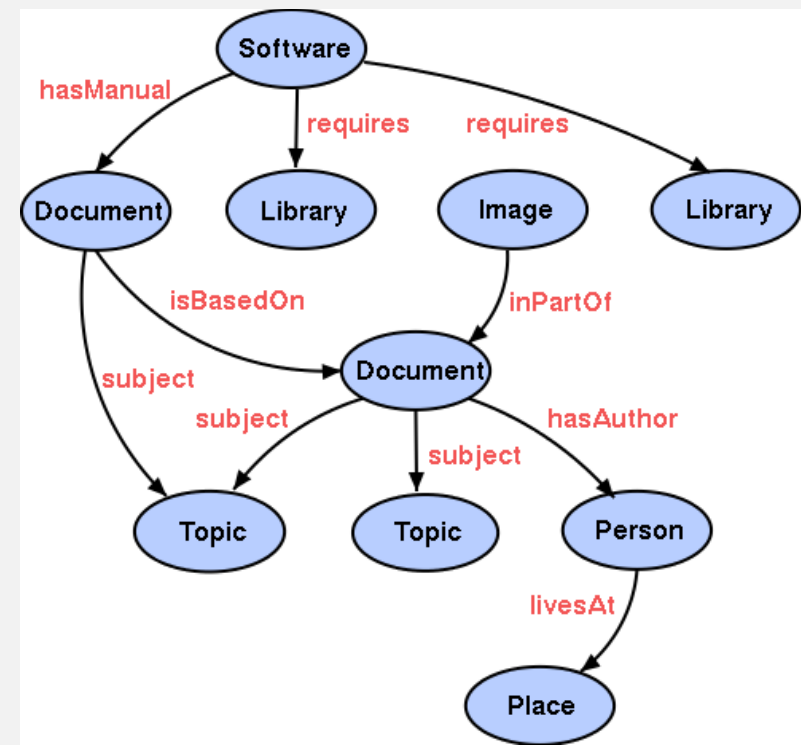 Software
hasManual
requires
requires
Document
Library
Image
Library
isBasedOn
inPartOf
Document
subject
subject
hasAuthor
subject
Topic
Topic
Person
livesAt
Place